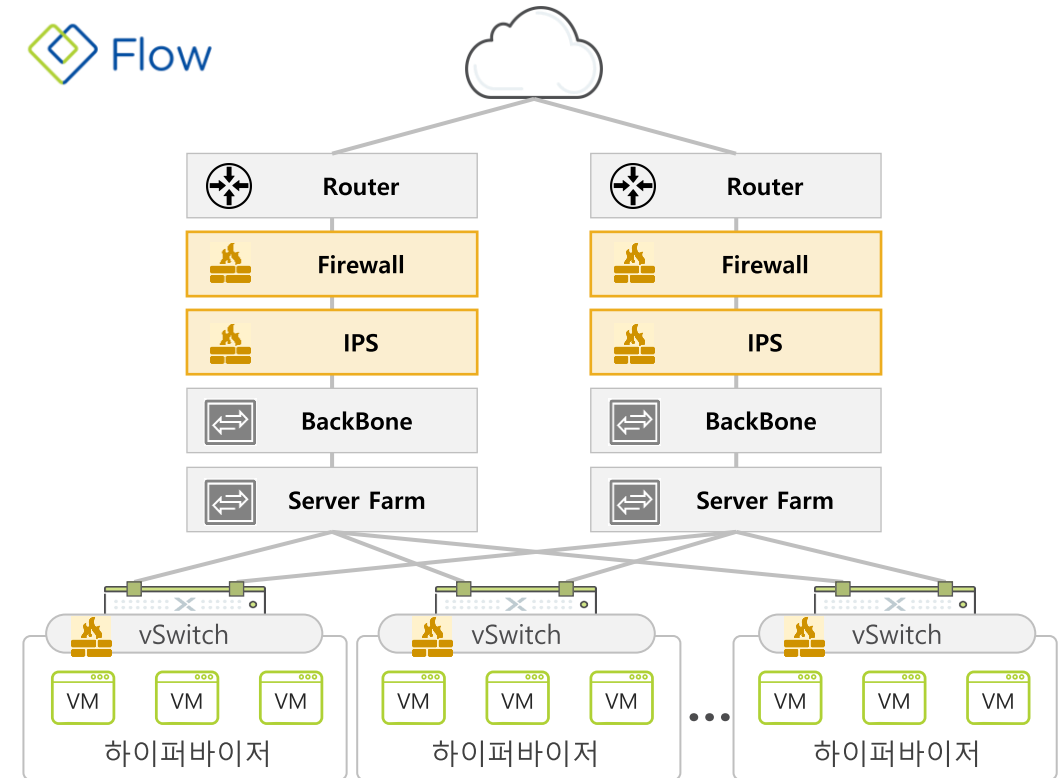 Flow
Router Router
Firewall Firewall
IPS IPS
BackBone BackBone
Server Farm Server Farm
vSwitch vSwitch vSwitch
VM VM VM VM VM VM VM VM VM
하이퍼바이저 하이퍼바이저 하이퍼바이저